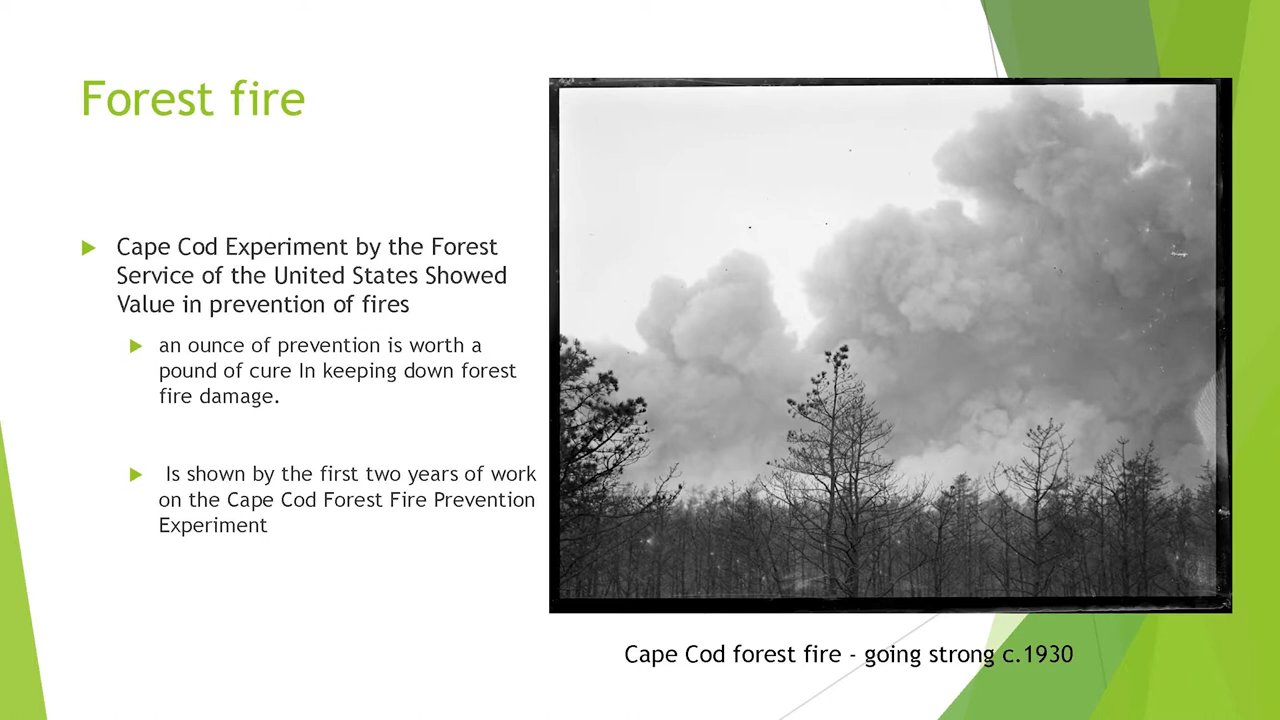 Forest fire
Cape Cod Experiment by the Forest
Service of the United States Showed
Value in prevention of fires
an ounce of prevention is worth a
pound of cure In keeping down forest
fire damage.
Is shown by the first two years of work
on the Cape Cod Forest Fire Prevention
Experiment
Cape Cod forest fire - going strong c.1930